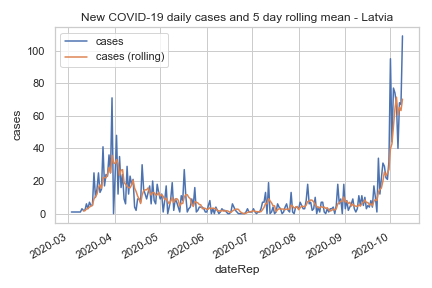 New COVID-19 daily cases and 5 day rolling mean - Latvia
cases
cases (rolling)
100
80
60
40
20
0
cases
2020-03
2020-04
2020-05
2020-06
2020-07
2020-08
2020-09
2020-10
dateRep